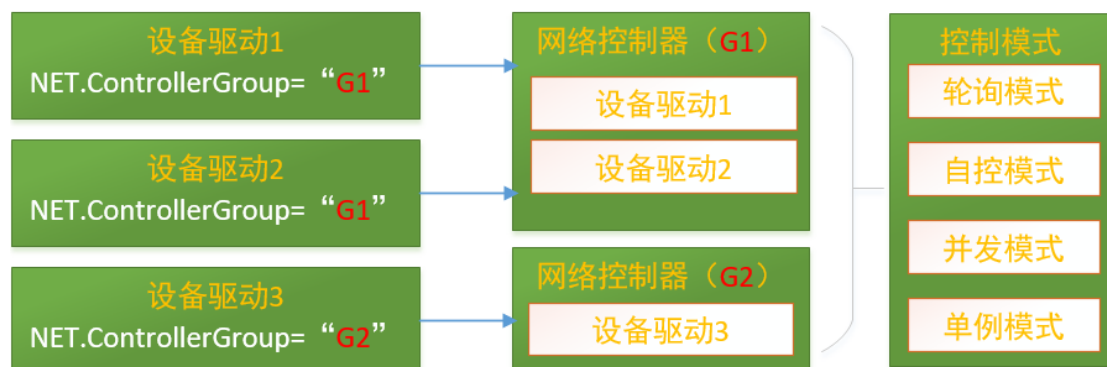 设备驱动1
NET.ControllerGroup= “G1”
设备驱动2
NET.ControllerGroup= “G1”
设备驱动3
NET.ControllerGroup= “G2”
网络控制器（G1）
设备驱动1
设备驱动2
网络控制器（G2）
设备驱动3
控制模式
轮询模式
自控模式
并发模式
单例模式